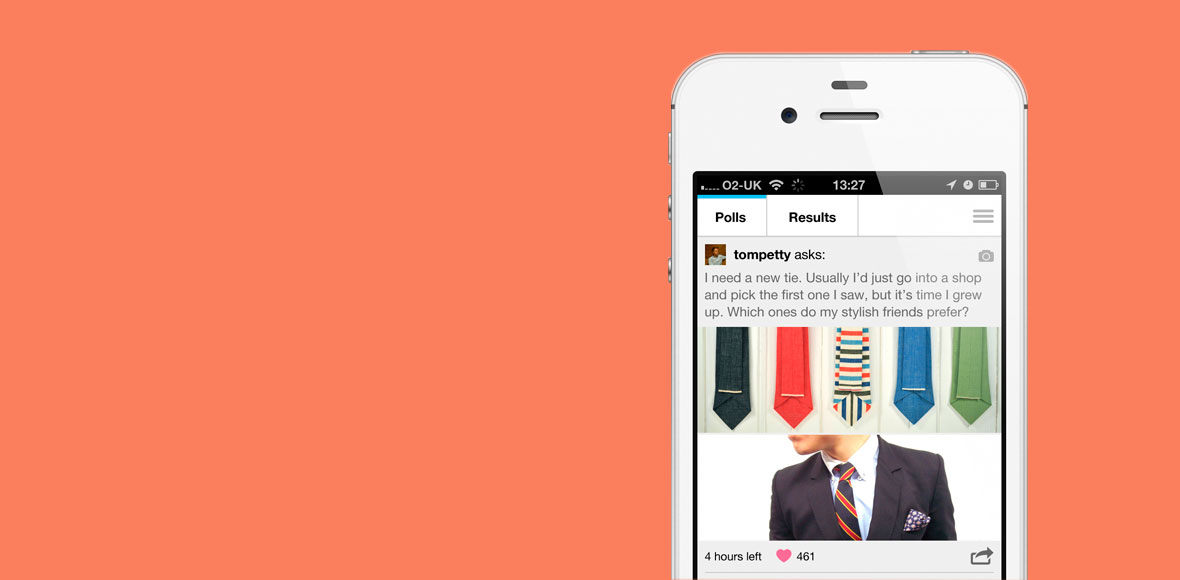 O2-UK 13:27
Polls Results
tompetty asks:
I need a new tie. Usually I’d just go into a shop
and pick the first one I saw, but it’s time I grew
up. Which ones do my stylish friends prefer?
4 hours left 461